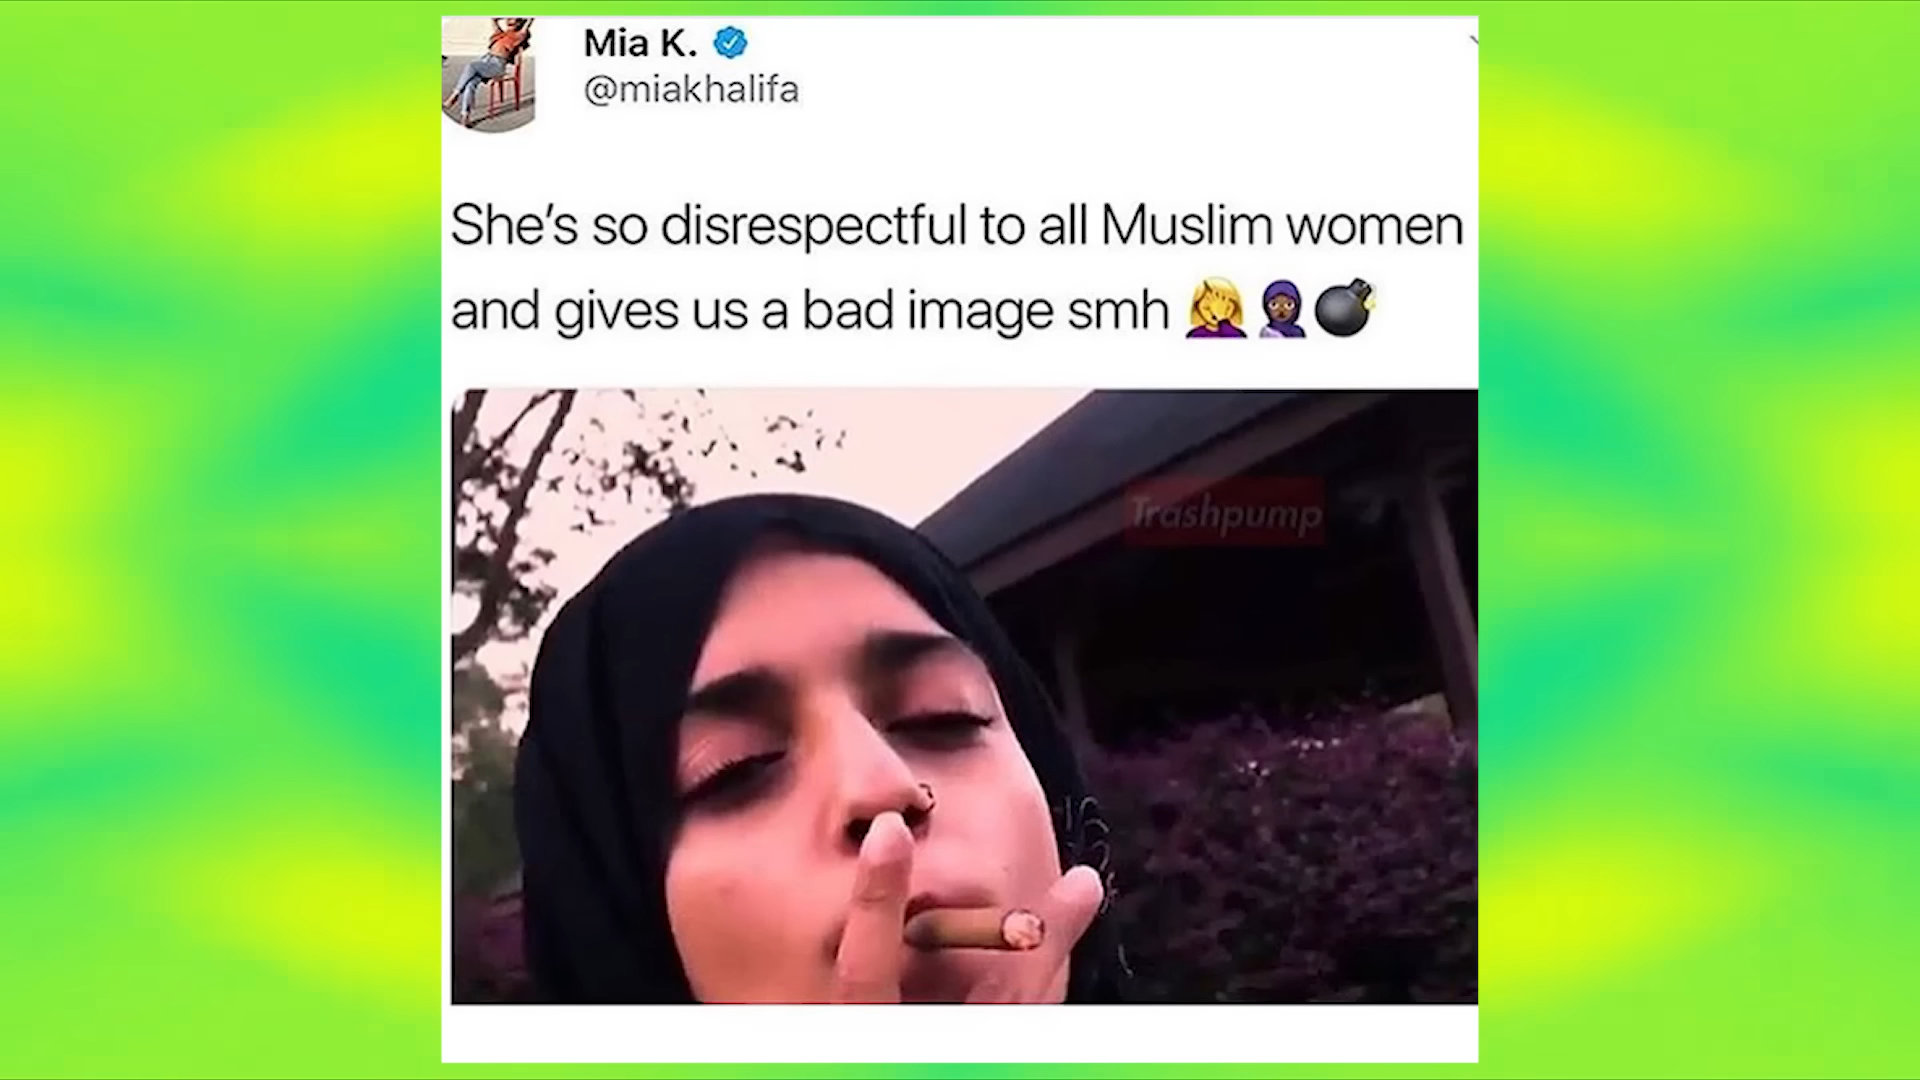 Mia K.
@miakhalifa
She's so disrespectful to all Muslim women
and gives us a bad image smh 🤦‍♀️🧕🏾💣
Trashpump